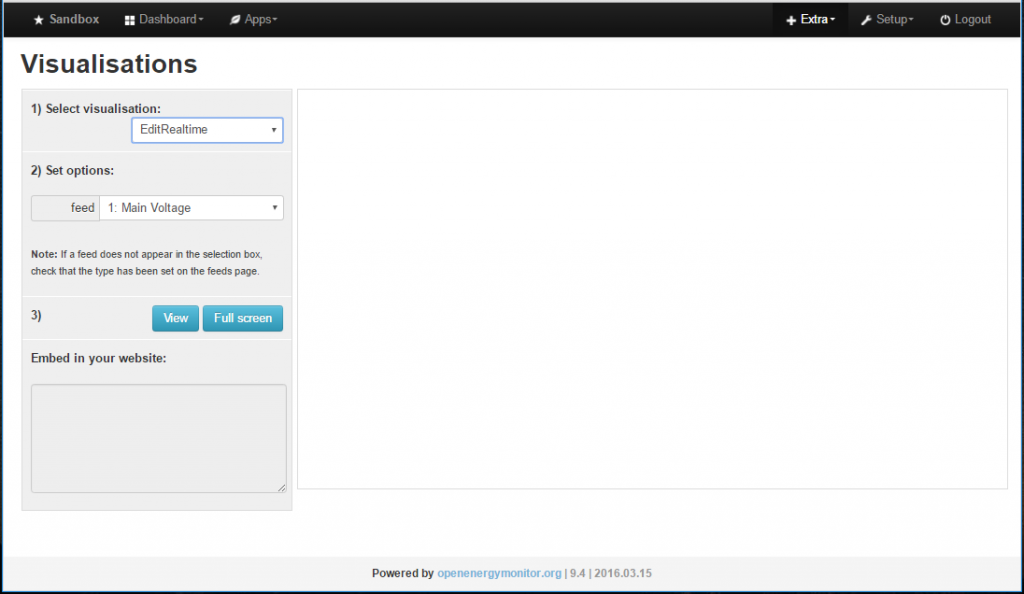 Sandbox Dashboard Apps Extra Setup Logout
Visualisations
1) Select visualisation:
EditRealtime
2) Set options:
feed 1: Main Voltage
Note: If a feed does not appear in the selection box,
check that the type has been set on the feeds page.
3) View Full screen
Embed in your website:
Powered by openenergymonitor.org | 9.4 | 2016.03.15